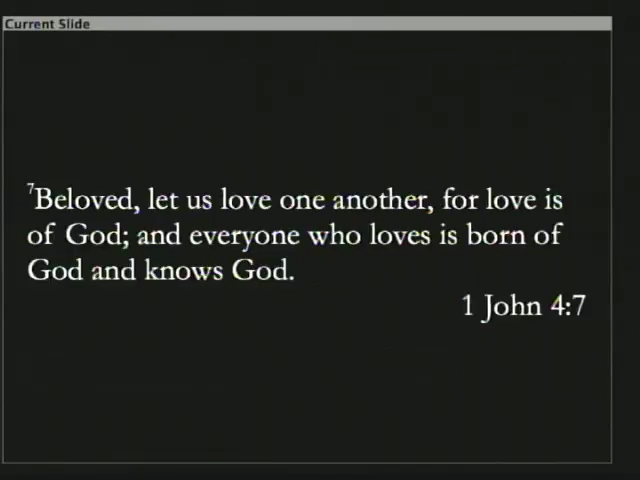 Current Slide
7Beloved, let us love one another, for love is
of God; and everyone who loves is born of
God and knows God.
1 John 4:7